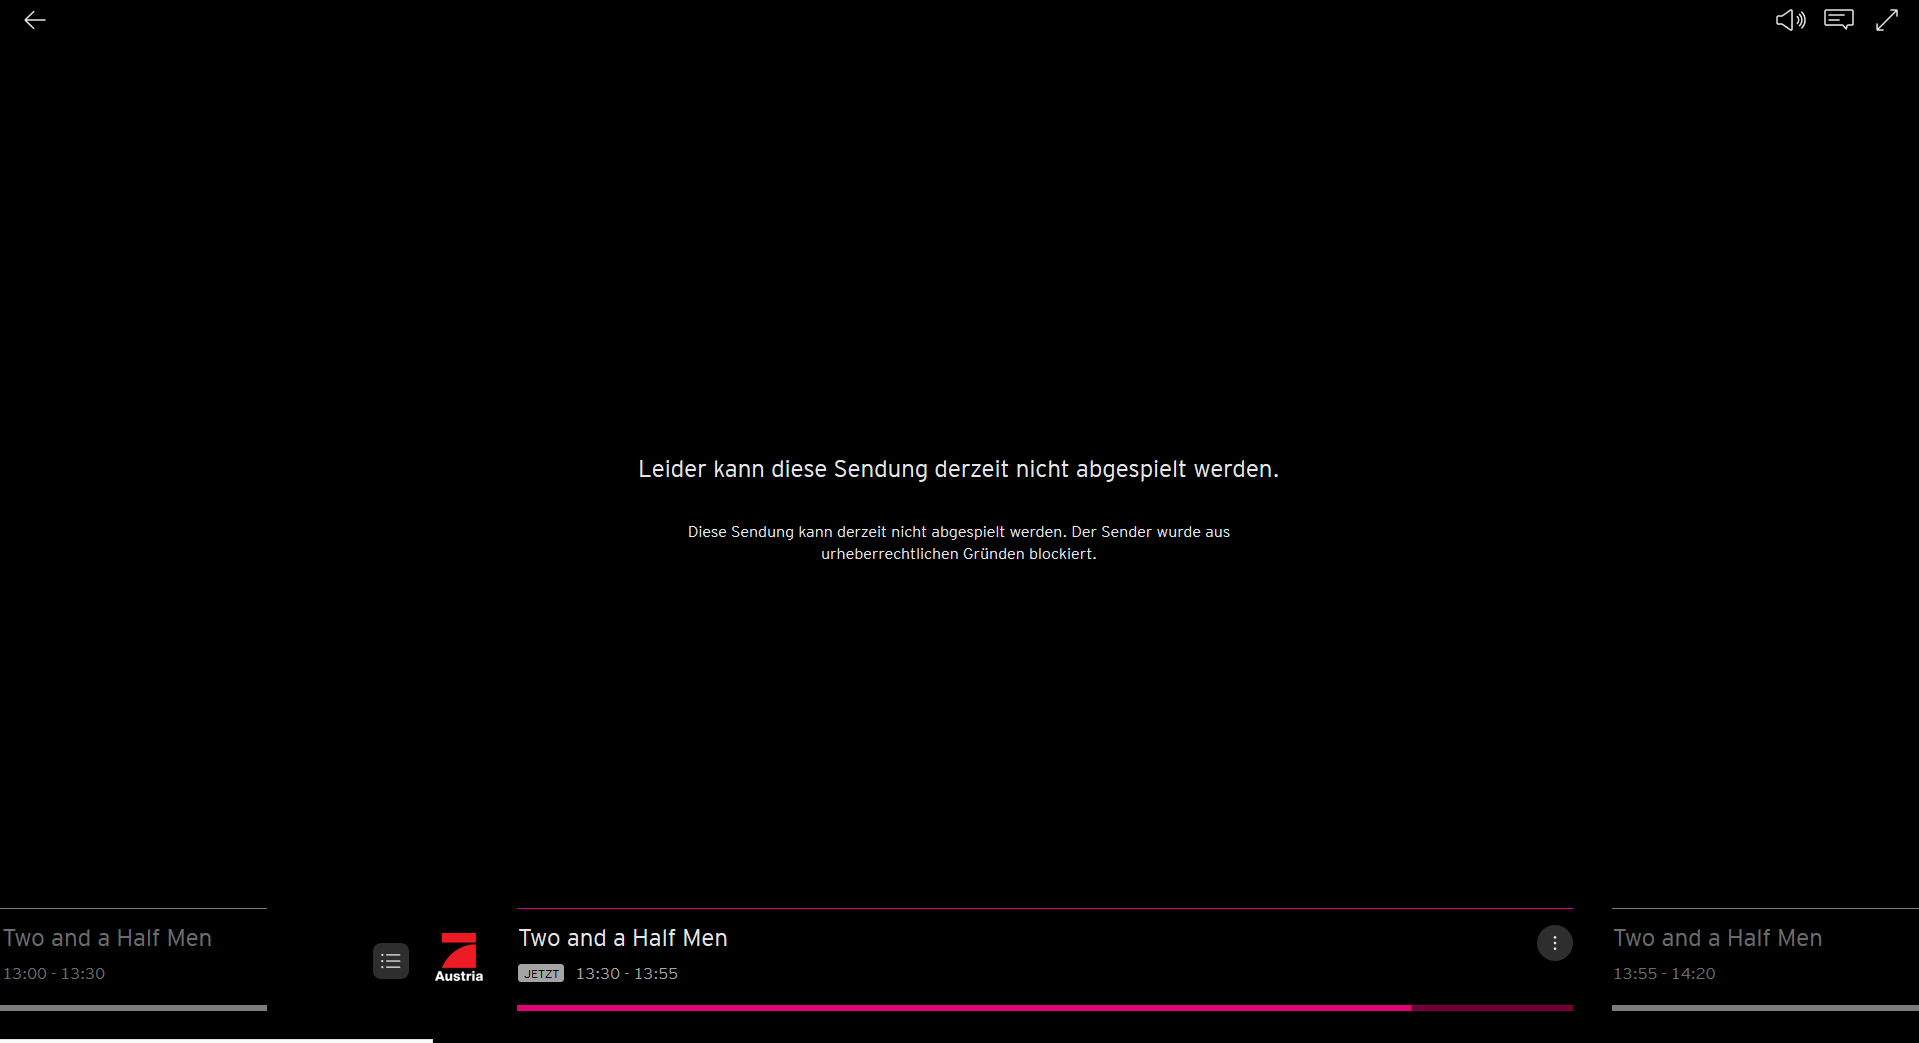 Leider kann diese Sendung derzeit nicht abgespielt werden.
Diese Sendung kann derzeit nicht abgespielt werden. Der Sender wurde aus
urheberrechtlichen Gründen blockiert.
Two and a Half Men
13:00 - 13:30
Austria
Two and a Half Men
JETZT 13:30 - 13:55
Two and a Half Men
13:55 - 14:20